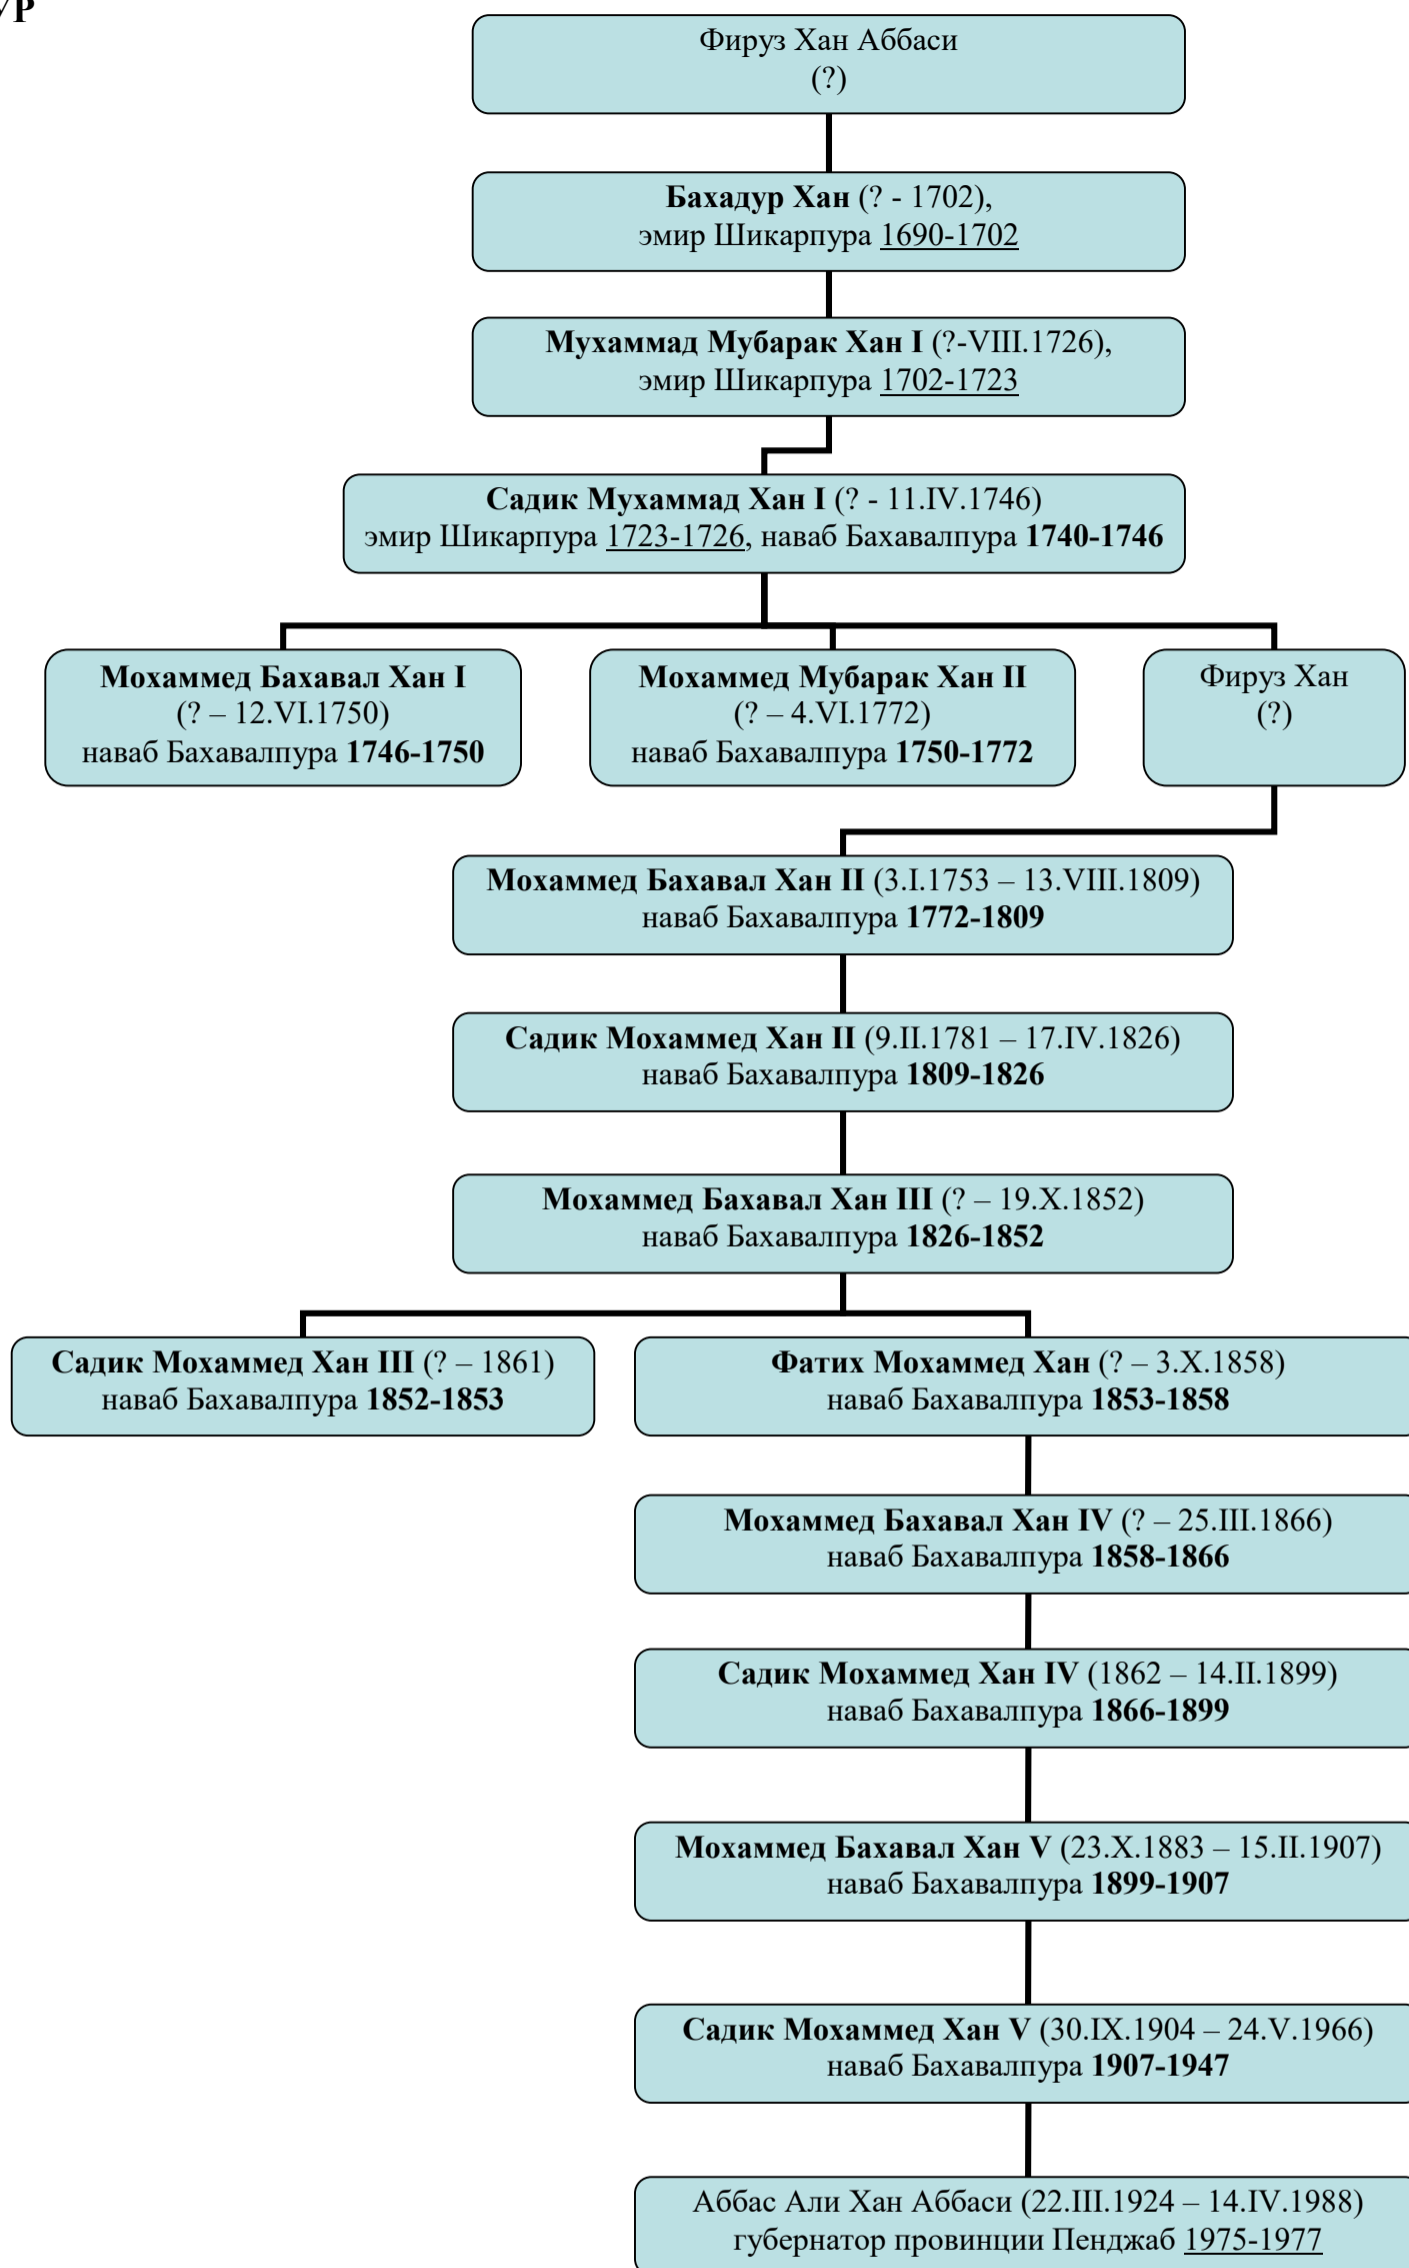 УР
Фируз Хан Аббаси
(?)
Бахадур Хан (? - 1702),
эмир Шикарпура 1690-1702
Мухаммад Мубарак Хан I (?-VIII.1726),
эмир Шикарпура 1702-1723
Садик Мухаммад Хан I (? - 11.IV.1746)
эмир Шикарпура 1723-1726, наваб Бахавалпура 1740-1746
Мохаммед Бахавал Хан I
(? – 12.VI.1750)
наваб Бахавалпура 1746-1750
Мохаммед Мубарак Хан II
(? – 4.VI.1772)
наваб Бахавалпура 1750-1772
Фируз Хан
(?)
Мохаммед Бахавал Хан II (3.I.1753 – 13.VIII.1809)
наваб Бахавалпура 1772-1809
Садик Мохаммед Хан II (9.II.1781 – 17.IV.1826)
наваб Бахавалпура 1809-1826
Мохаммед Бахавал Хан III (? – 19.X.1852)
наваб Бахавалпура 1826-1852
Садик Мохаммед Хан III (? – 1861)
наваб Бахавалпура 1852-1853
Фатих Мохаммед Хан (? – 3.X.1858)
наваб Бахавалпура 1853-1858
Мохаммед Бахавал Хан IV (? – 25.III.1866)
наваб Бахавалпура 1858-1866
Садик Мохаммед Хан IV (1862 – 14.II.1899)
наваб Бахавалпура 1866-1899
Мохаммед Бахавал Хан V (23.X.1883 – 15.II.1907)
наваб Бахавалпура 1899-1907
Садик Мохаммед Хан V (30.IX.1904 – 24.V.1966)
наваб Бахавалпура 1907-1947
Аббас Али Хан Аббаси (22.III.1924 – 14.IV.1988)
губернатор провинции Пенджаб 1975-1977